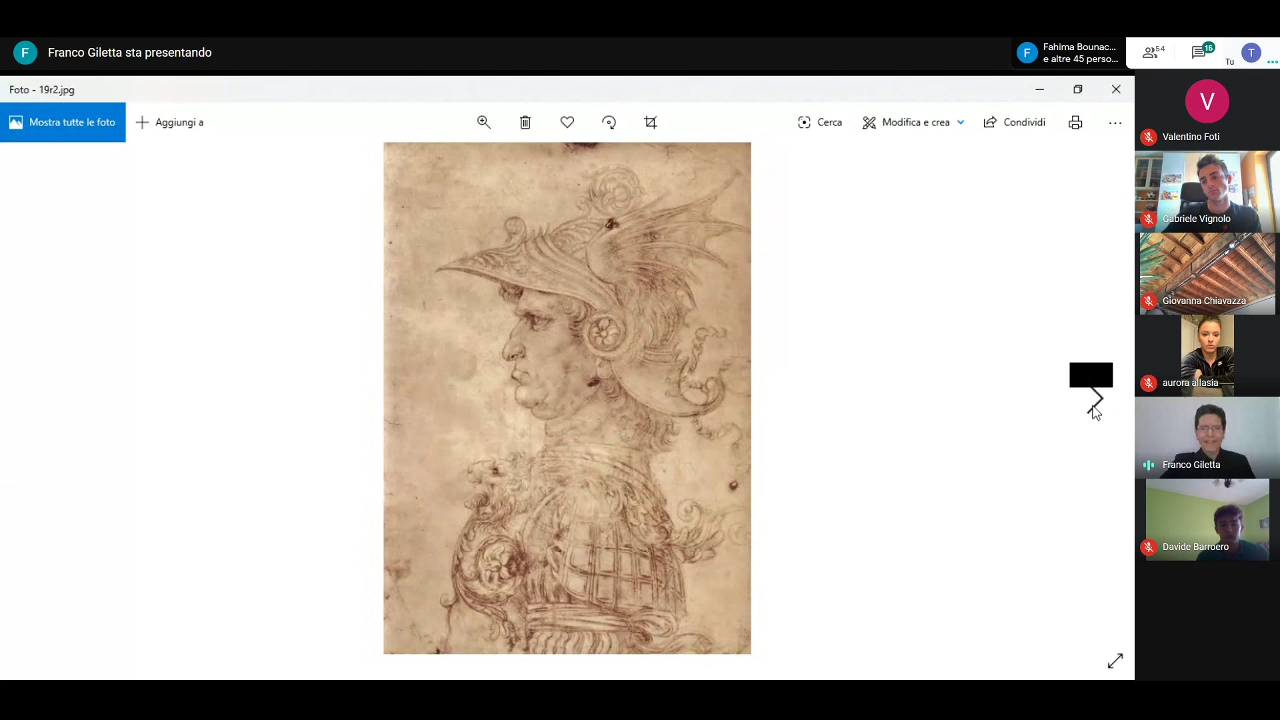 F
Franco Giletta sta presentando
F
Fahima Bounac...
e altre 45 perso...
54
15
Tu
T
Foto - 19r2.jpg
Mostra tutte le foto
Aggiungi a
Cerca
Modifica e crea
Condividi
V
Valentino Foti
Gabriele Vignolo
Giovanna Chiavazza
aurora allasia
Franco Giletta
Davide Barroero